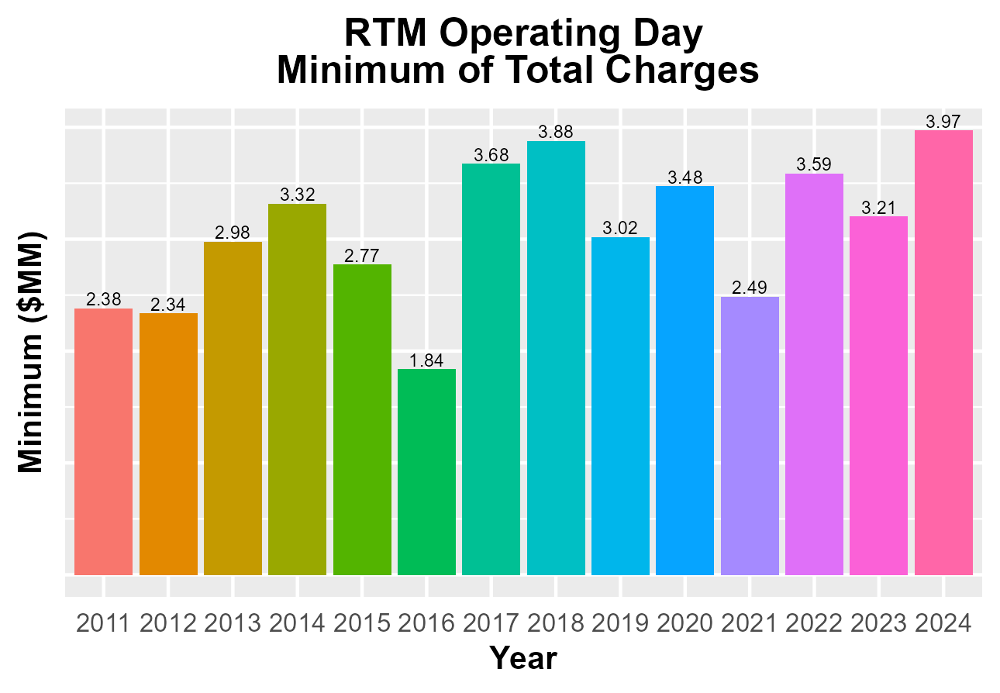 RTM Operating Day
Minimum of Total Charges
Minimum ($MM)
2.38
2.34
2.98
3.32
2.77
1.84
3.68
3.88
3.02
3.48
2.49
3.59
3.21
3.97
2011 2012 2013 2014 2015 2016 2017 2018 2019 2020 2021 2022 2023 2024
Year